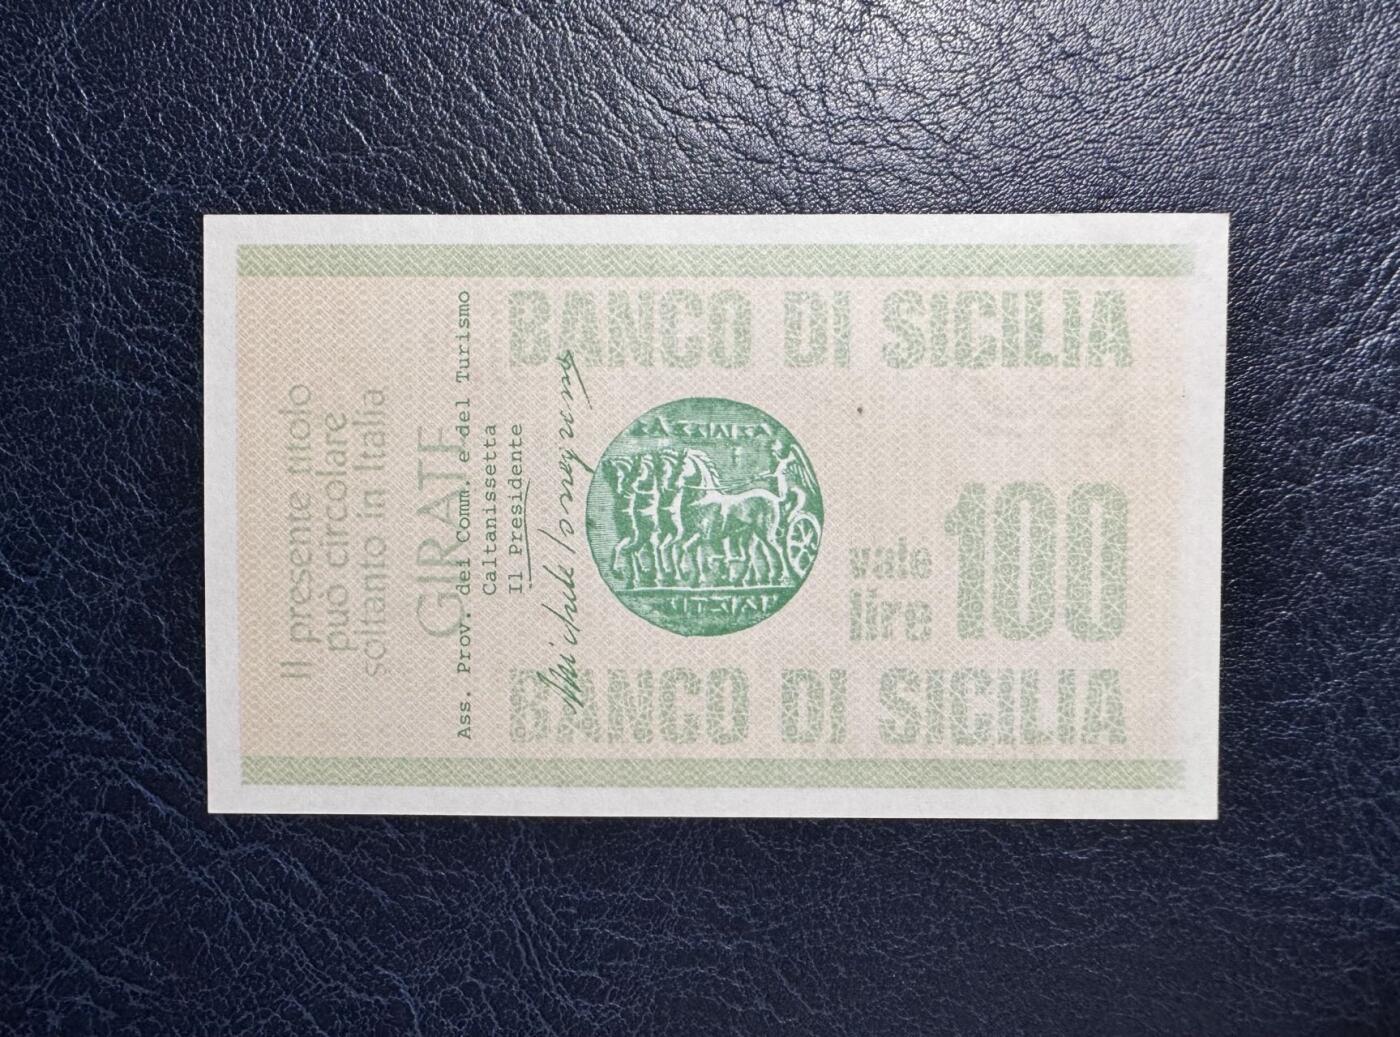 BANCO DI SICILIA
vale
lire 100
BANCO DI SICILIA
Il presente titolo
può circolare
soltanto in Italia
GIRATE
Ass. Prov. dei Comm. e del Turismo
Caltanissetta
Il Presidente